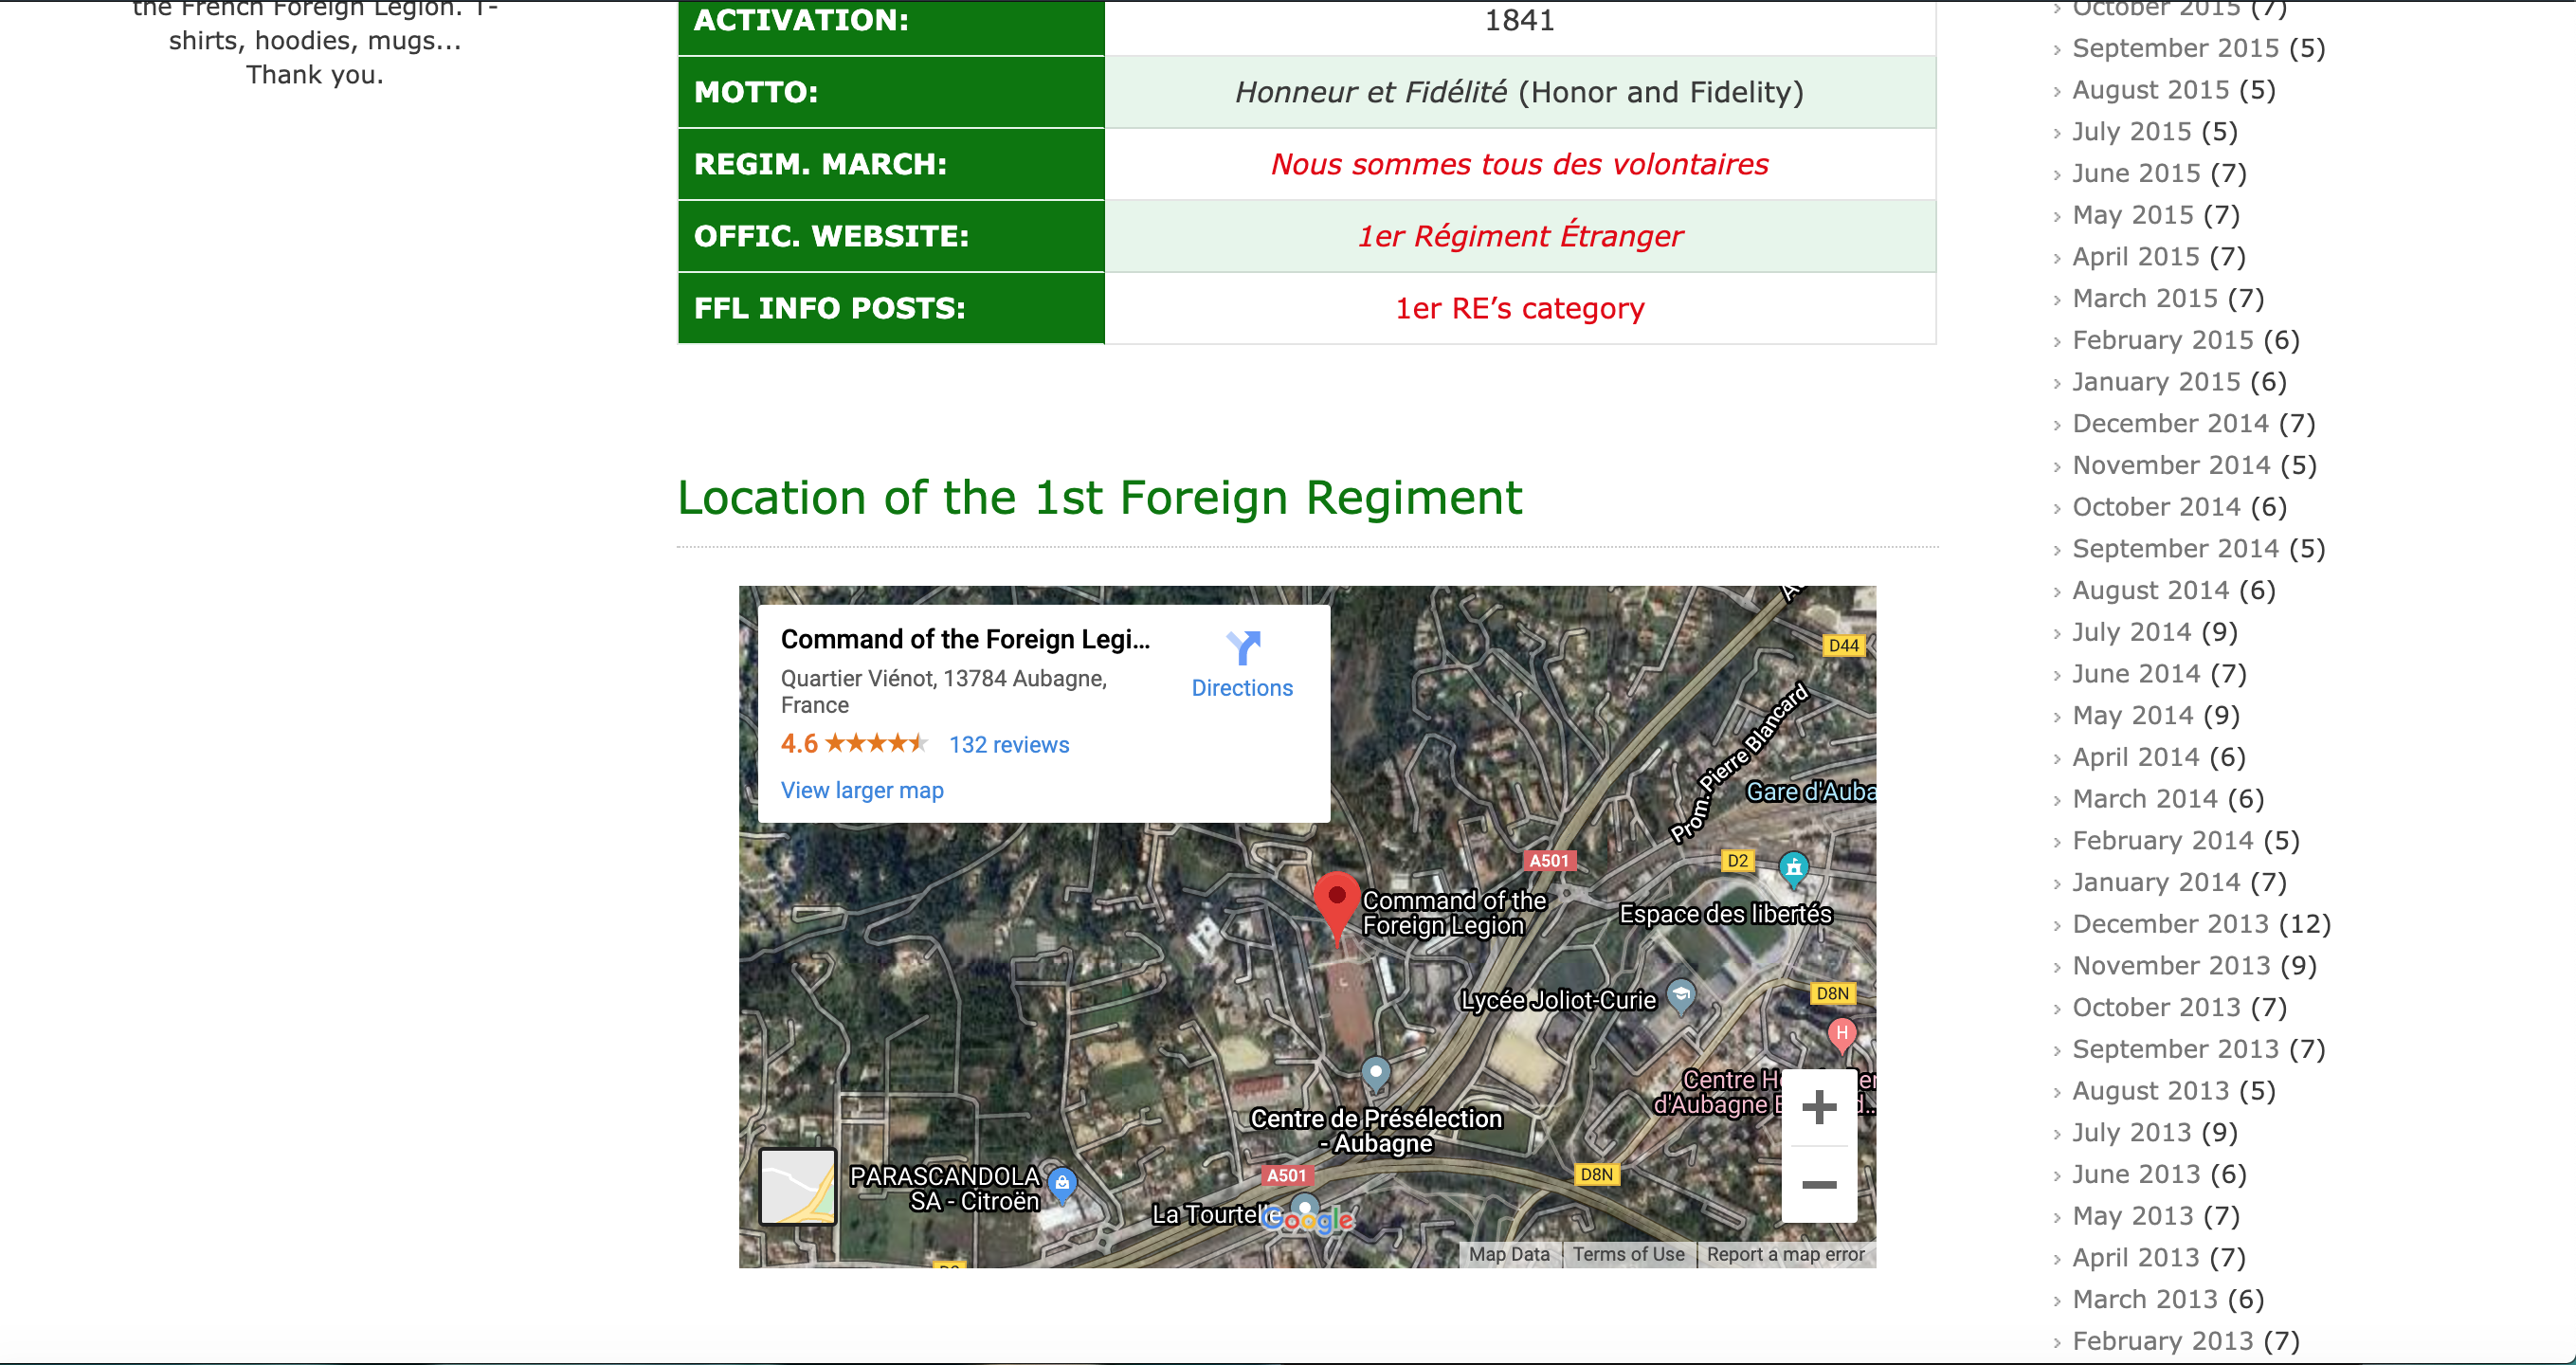 the French Foreign Legion. T-
shirts, hoodies, mugs...
Thank you.
ACTIVATION: 1841
MOTTO: Honneur et Fidélité (Honor and Fidelity)
REGIM. MARCH: Nous sommes tous des volontaires
OFFIC. WEBSITE: 1er Régiment Étranger
FFL INFO POSTS: 1er RE’s category
Location of the 1st Foreign Regiment
Command of the Foreign Legi...
Directions
Quartier Viénot, 13784 Aubagne,
France
4.6 132 reviews
View larger map
D44
Pron. Pierre Blancard
Gare d'Auba
A501
D2
Command of the
Foreign Legion
Espace des libertés
Lycée Joliot-Curie
D8N
H
Centre H
d'Aubagne E
Centre de Présélection
- Aubagne
A501
D8N
PARASCANDOLA
SA - Citroën
La Tourtelle
Google
Map Data
Terms of Use
Report a map error
October 2015 (7)
September 2015 (5)
August 2015 (5)
July 2015 (5)
June 2015 (7)
May 2015 (7)
April 2015 (7)
March 2015 (7)
February 2015 (6)
January 2015 (6)
December 2014 (7)
November 2014 (5)
October 2014 (6)
September 2014 (5)
August 2014 (6)
July 2014 (9)
June 2014 (7)
May 2014 (9)
April 2014 (6)
March 2014 (6)
February 2014 (5)
January 2014 (7)
December 2013 (12)
November 2013 (9)
October 2013 (7)
September 2013 (7)
August 2013 (5)
July 2013 (9)
June 2013 (6)
May 2013 (7)
April 2013 (7)
March 2013 (6)
February 2013 (7)